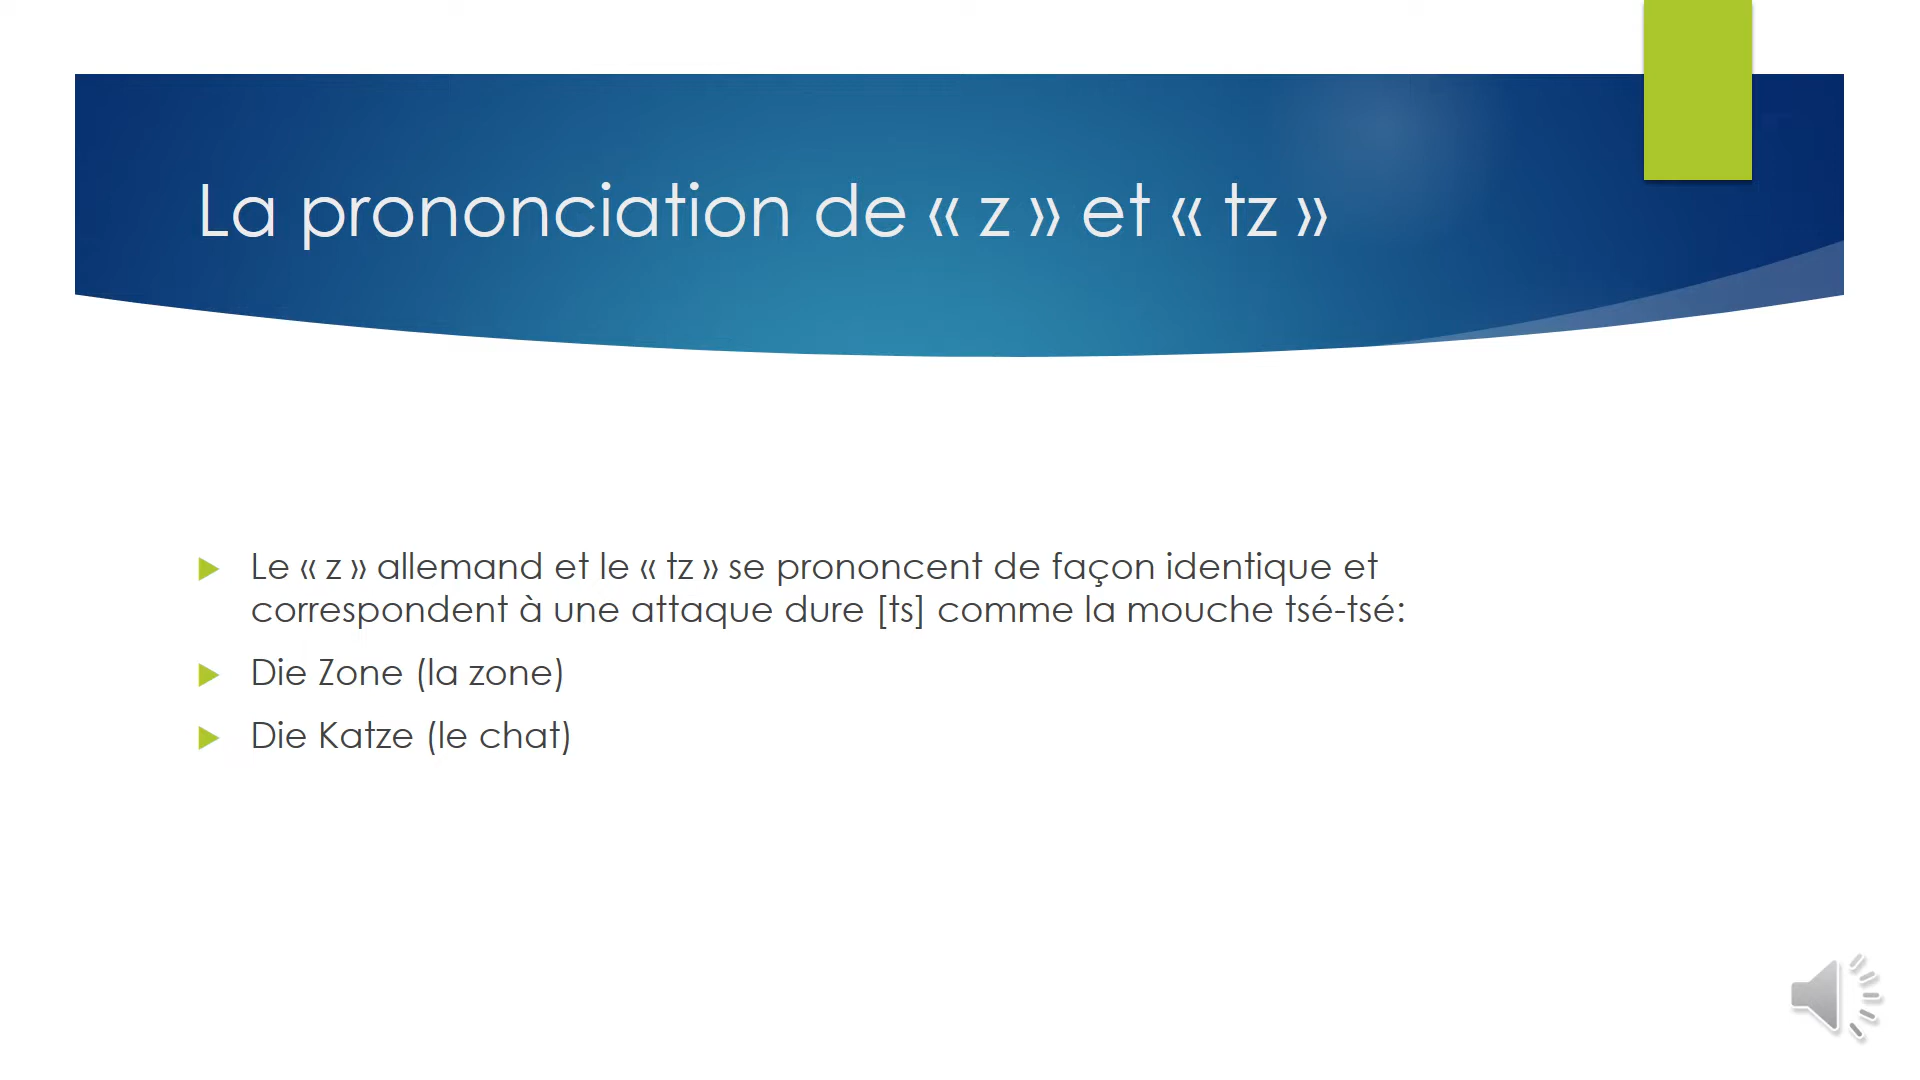 La prononciation de « z » et « tz »
Le « z » allemand et le « tz » se prononcent de façon identique et
correspondent à une attaque dure [ts] comme la mouche tsé-tsé:
Die Zone (la zone)
Die Katze (le chat)